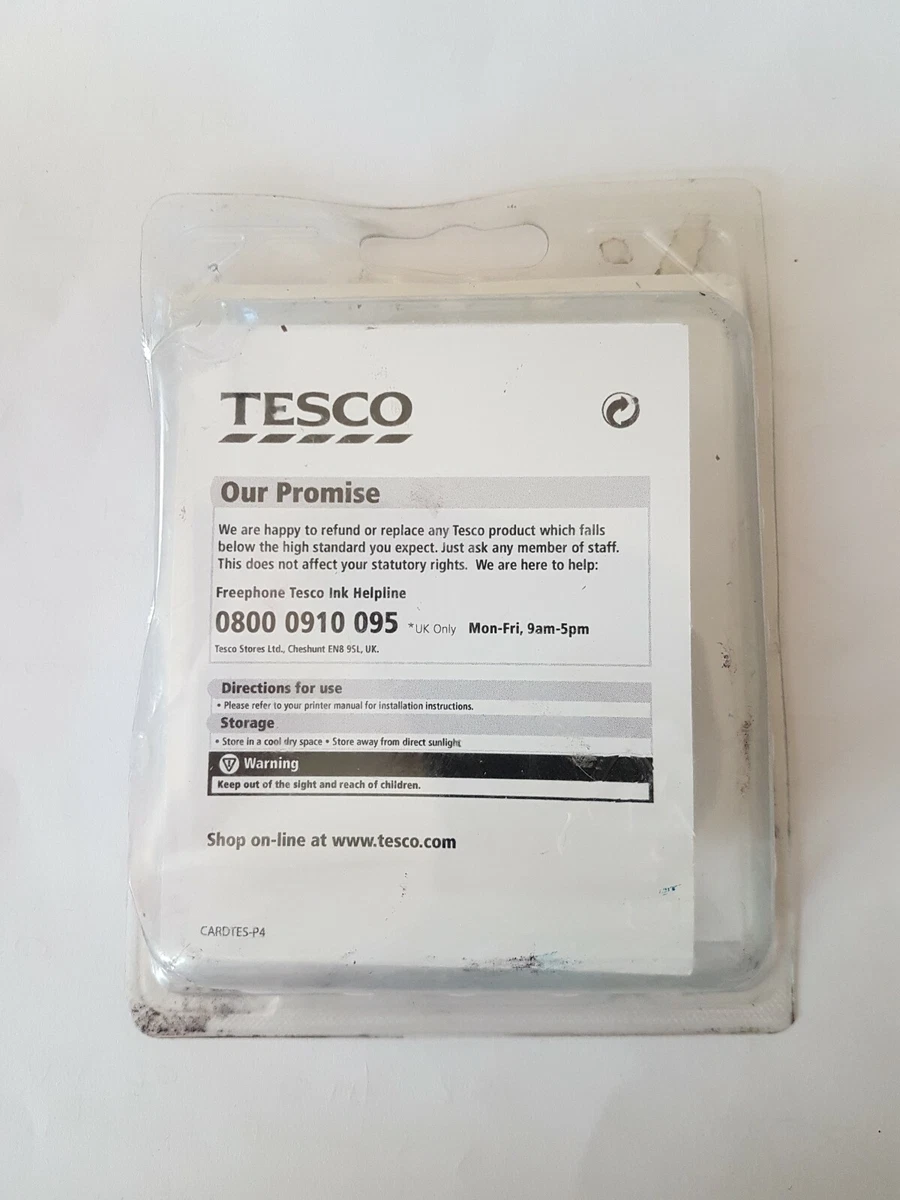 TESCO
Our Promise
We are happy to refund or replace any Tesco product which falls
below the high standard you expect. Just ask any member of staff.
This does not affect your statutory rights. We are here to help:
Freephone Tesco Ink Helpline
0800 0910 095 *UK Only Mon-Fri, 9am-5pm
Tesco Stores Ltd., Cheshunt EN8 9SL, UK.
Directions for use
• Please refer to your printer manual for installation instructions.
Storage
• Store in a cool dry space • Store away from direct sunlight
Warning
Keep out of the sight and reach of children.
Shop on-line at www.tesco.com
CARDTES-P4